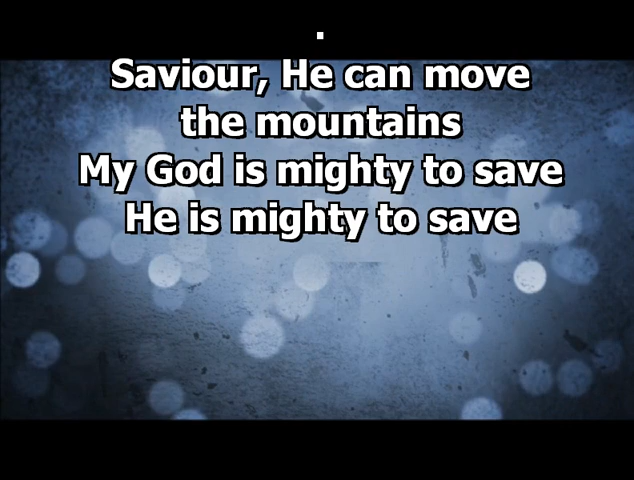 .
Saviour, He can move
the mountains
My God is mighty to save
He is mighty to save